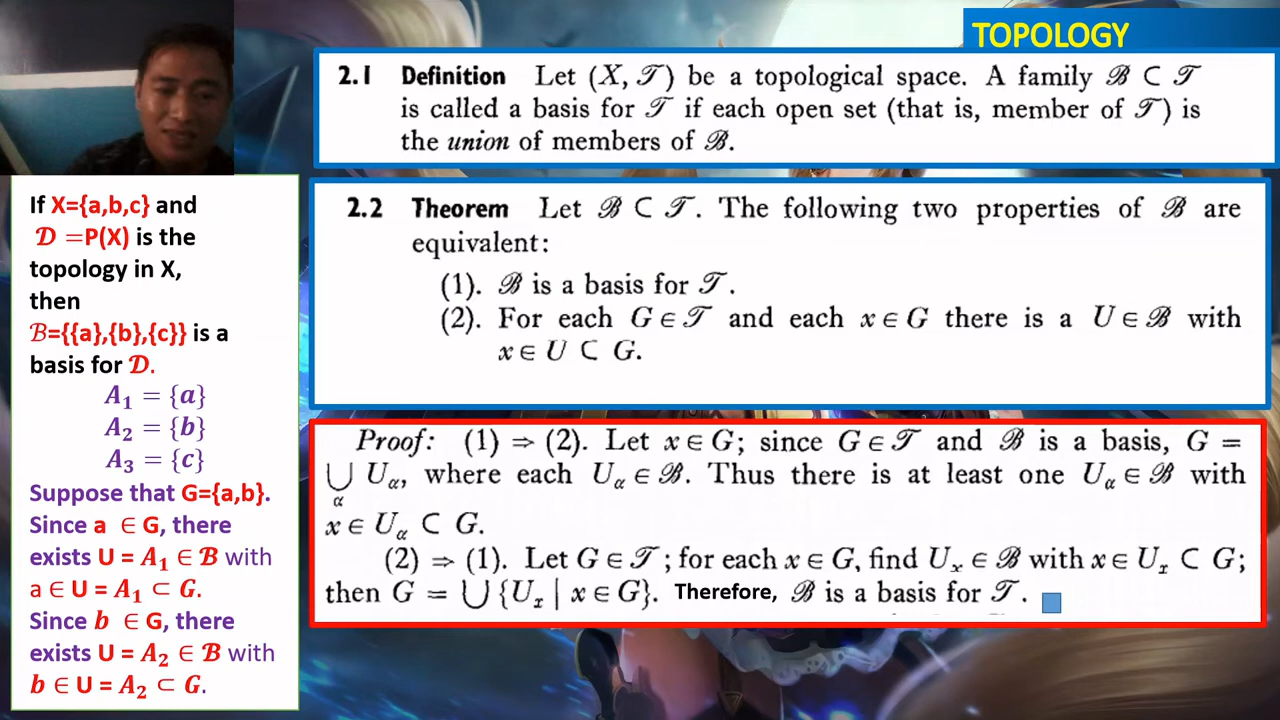 TOPOLOGY
2.1 Definition Let (X, 𝒯) be a topological space. A family ℬ ⊂ 𝒯
is called a basis for 𝒯 if each open set (that is, member of 𝒯) is
the union of members of ℬ.
2.2 Theorem Let ℬ ⊂ 𝒯. The following two properties of ℬ are
equivalent:
(1). ℬ is a basis for 𝒯.
(2). For each G ∈ 𝒯 and each x ∈ G there is a U ∈ ℬ with
x ∈ U ⊂ G.
Proof: (1) ⇒ (2). Let x ∈ G; since G ∈ 𝒯 and ℬ is a basis, G =
⋃_α U_α, where each U_α ∈ ℬ. Thus there is at least one U_α ∈ ℬ with
x ∈ U_α ⊂ G.
(2) ⇒ (1). Let G ∈ 𝒯; for each x ∈ G, find U_x ∈ ℬ with x ∈ U_x ⊂ G;
then G = ⋃ {U_x | x ∈ G}. Therefore, ℬ is a basis for 𝒯.
If X={a,b,c} and
𝒟 =P(X) is the
topology in X,
then
ℬ={{a},{b},{c}} is a
basis for 𝒟.
A₁ = {a}
A₂ = {b}
A₃ = {c}
Suppose that G={a,b}.
Since a ∈ G, there
exists U = A₁ ∈ ℬ with
a ∈ U = A₁ ⊂ G.
Since b ∈ G, there
exists U = A₂ ∈ ℬ with
b ∈ U = A₂ ⊂ G.